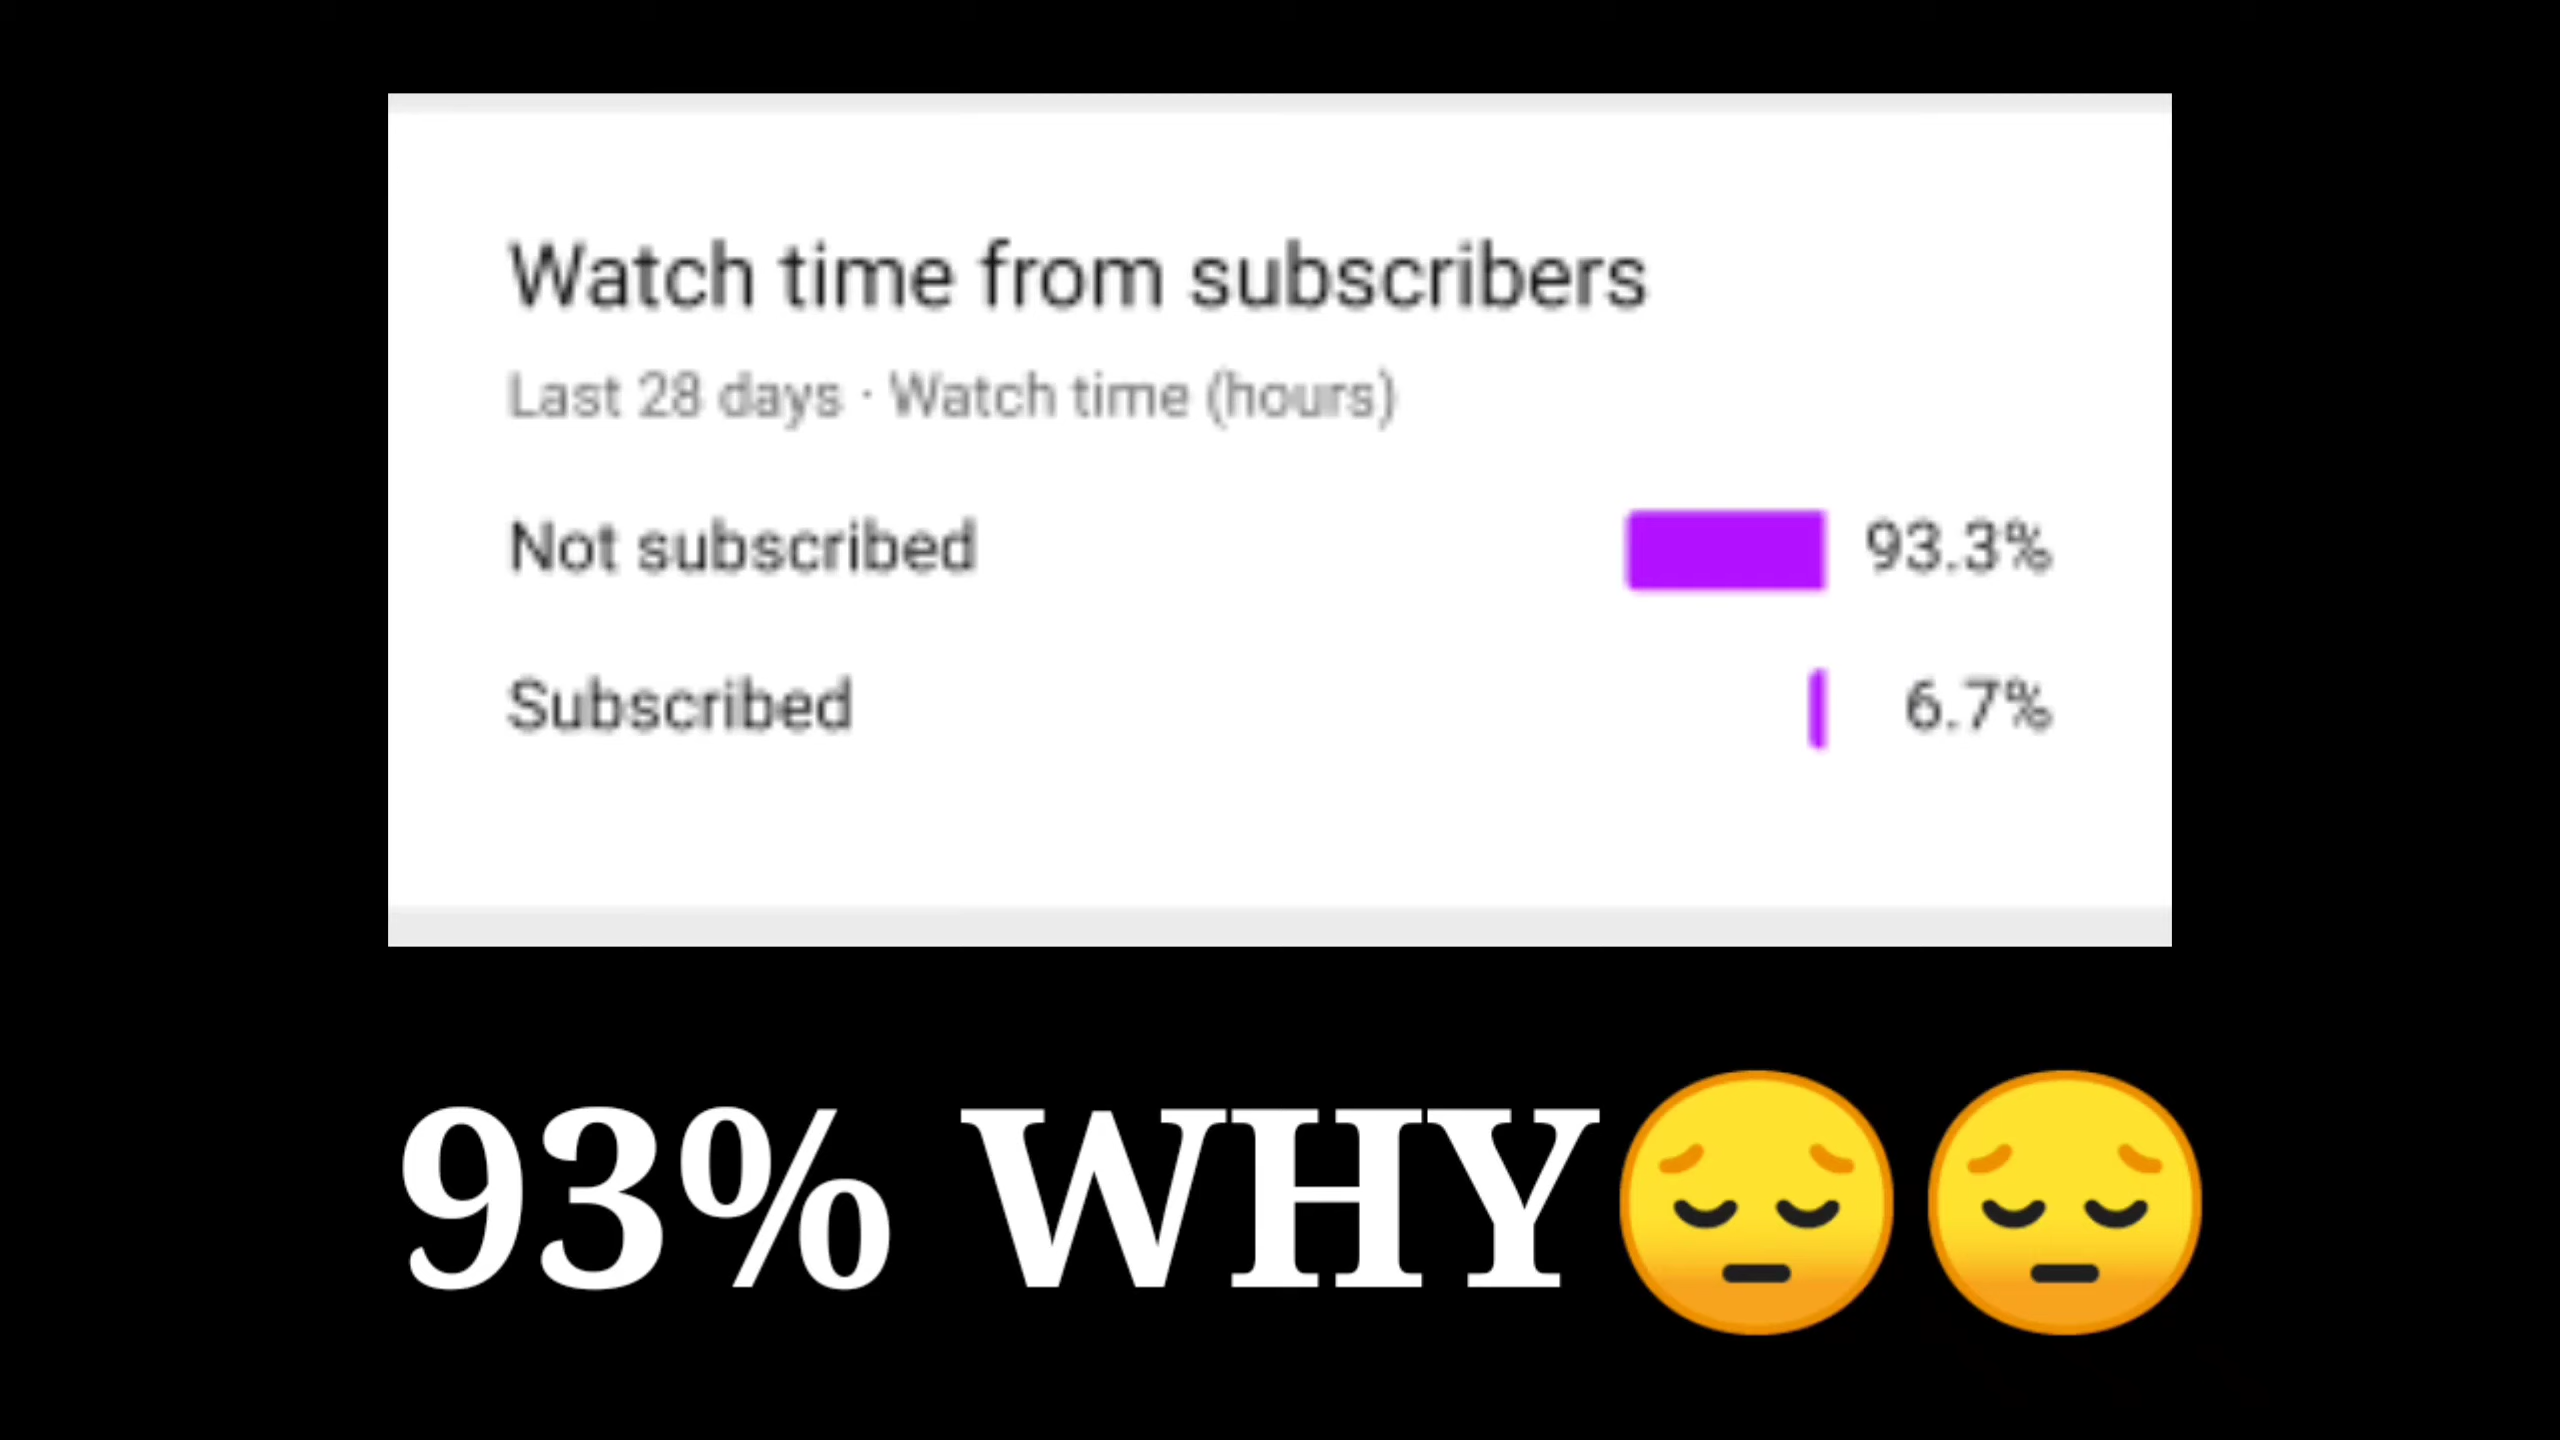 Watch time from subscribers
Last 28 days · Watch time (hours)
Not subscribed 93.3%
Subscribed 6.7%
93% WHY😔😔